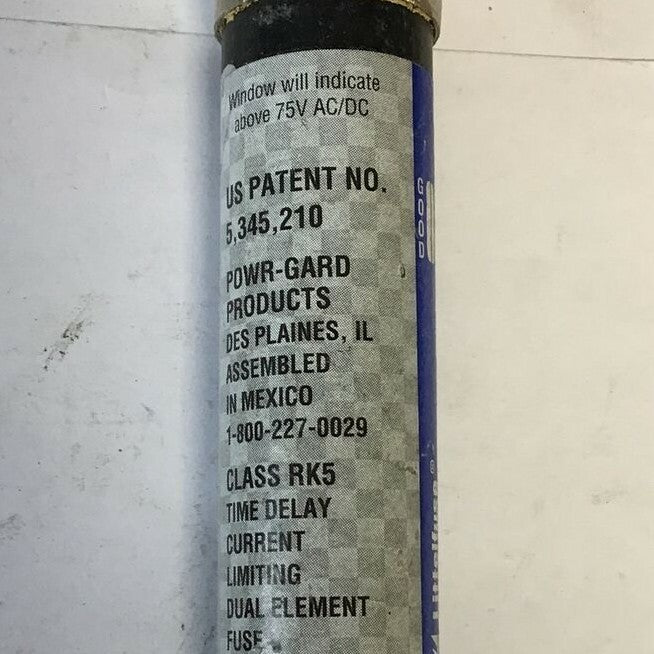 Window will indicate
above 75V AC/DC
US PATENT NO.
5,345,210
POWR-GARD
PRODUCTS
DES PLAINES, IL
ASSEMBLED
IN MEXICO
1-800-227-0029
CLASS RK5
TIME DELAY
CURRENT
LIMITING
DUAL ELEMENT
FUSE
GOOD
Littelfuse®